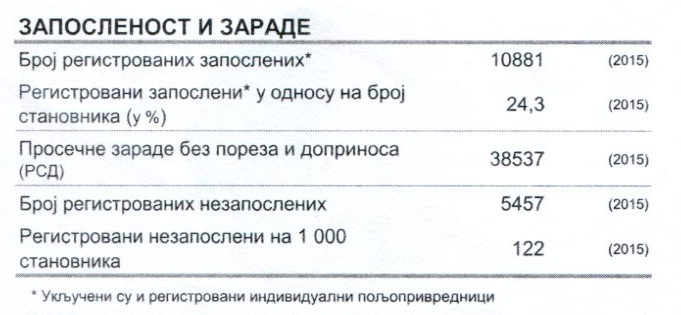 ЗАПОСЛЕНОСТ И ЗАРАДЕ
Број регистрованих запослених* 10881 (2015)
Регистровани запослени* у односу на број
становника (у %) 24,3 (2015)
Просечне зараде без пореза и доприноса
(РСД) 38537 (2015)
Број регистрованих незапослених 5457 (2015)
Регистровани незапослени на 1 000
становника 122 (2015)
* Укључени су и регистровани индивидуални пољопривредници